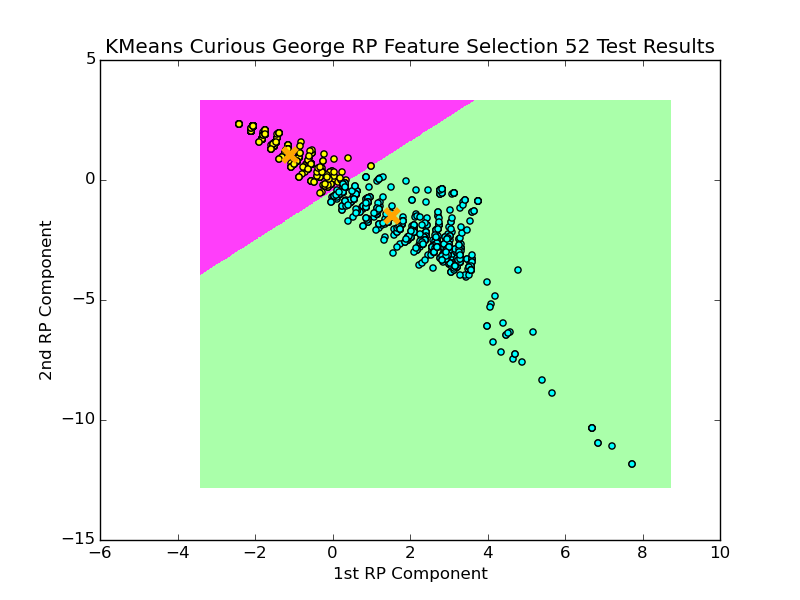 KMeans Curious George RP Feature Selection 52 Test Results
5
0
−5
−10
−15
2nd RP Component
−6 −4 −2 0 2 4 6 8 10
1st RP Component